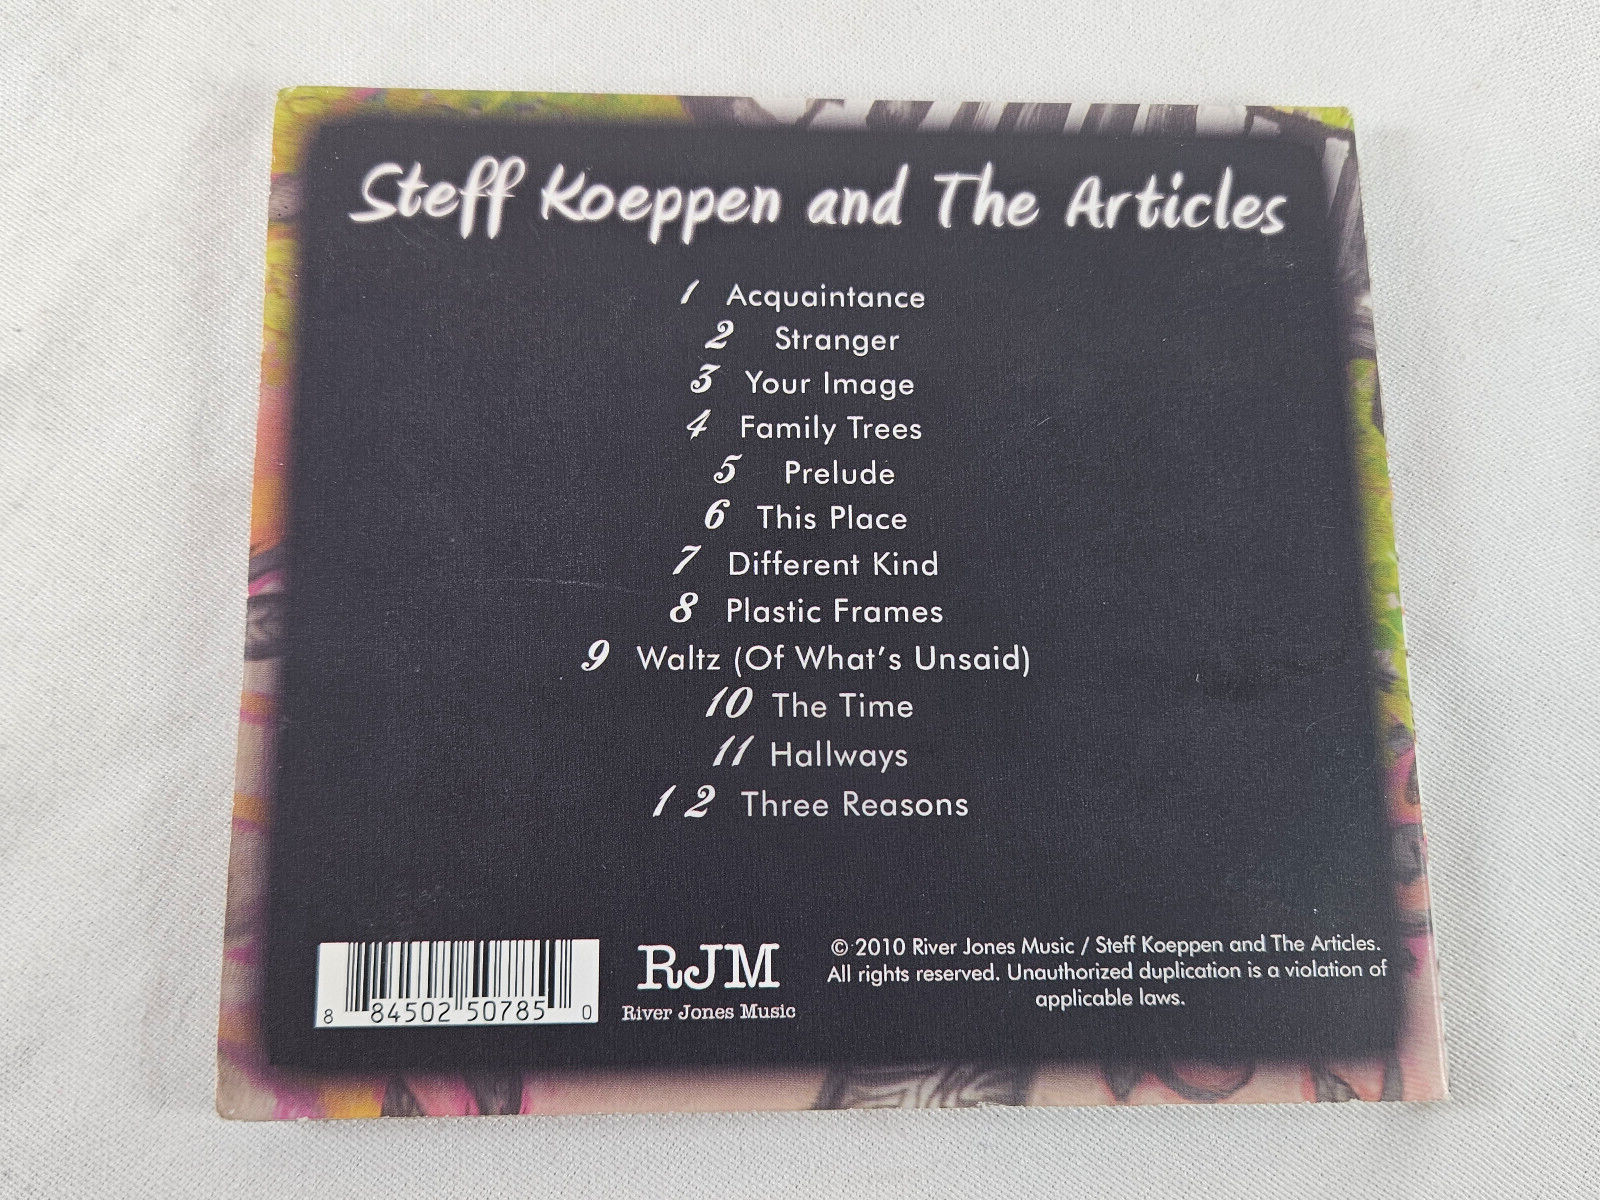 Steff Koeppen and The Articles
1 Acquaintance
2 Stranger
3 Your Image
4 Family Trees
5 Prelude
6 This Place
7 Different Kind
8 Plastic Frames
9 Waltz (Of What's Unsaid)
10 The Time
11 Hallways
12 Three Reasons
8 84502 50785 0
RJM
River Jones Music
© 2010 River Jones Music / Steff Koeppen and The Articles.
All rights reserved. Unauthorized duplication is a violation of
applicable laws.